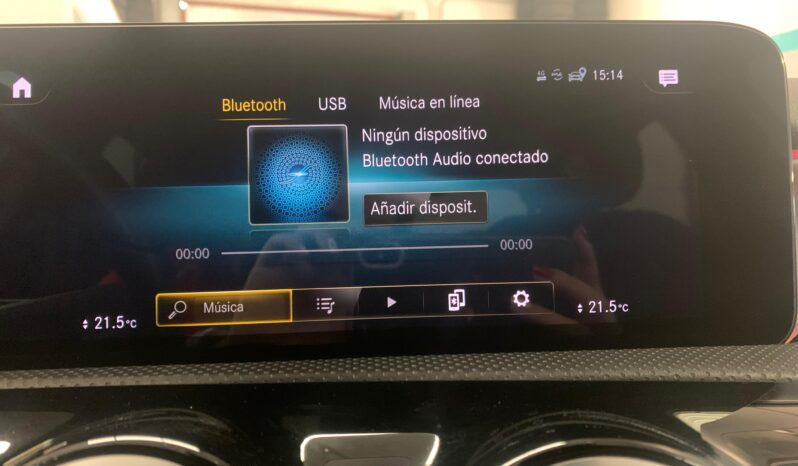 4G 15:14
Bluetooth USB Música en línea
Ningún dispositivo
Bluetooth Audio conectado
Añadir disposit.
00:00 00:00
Música
21.5°C 21.5°C